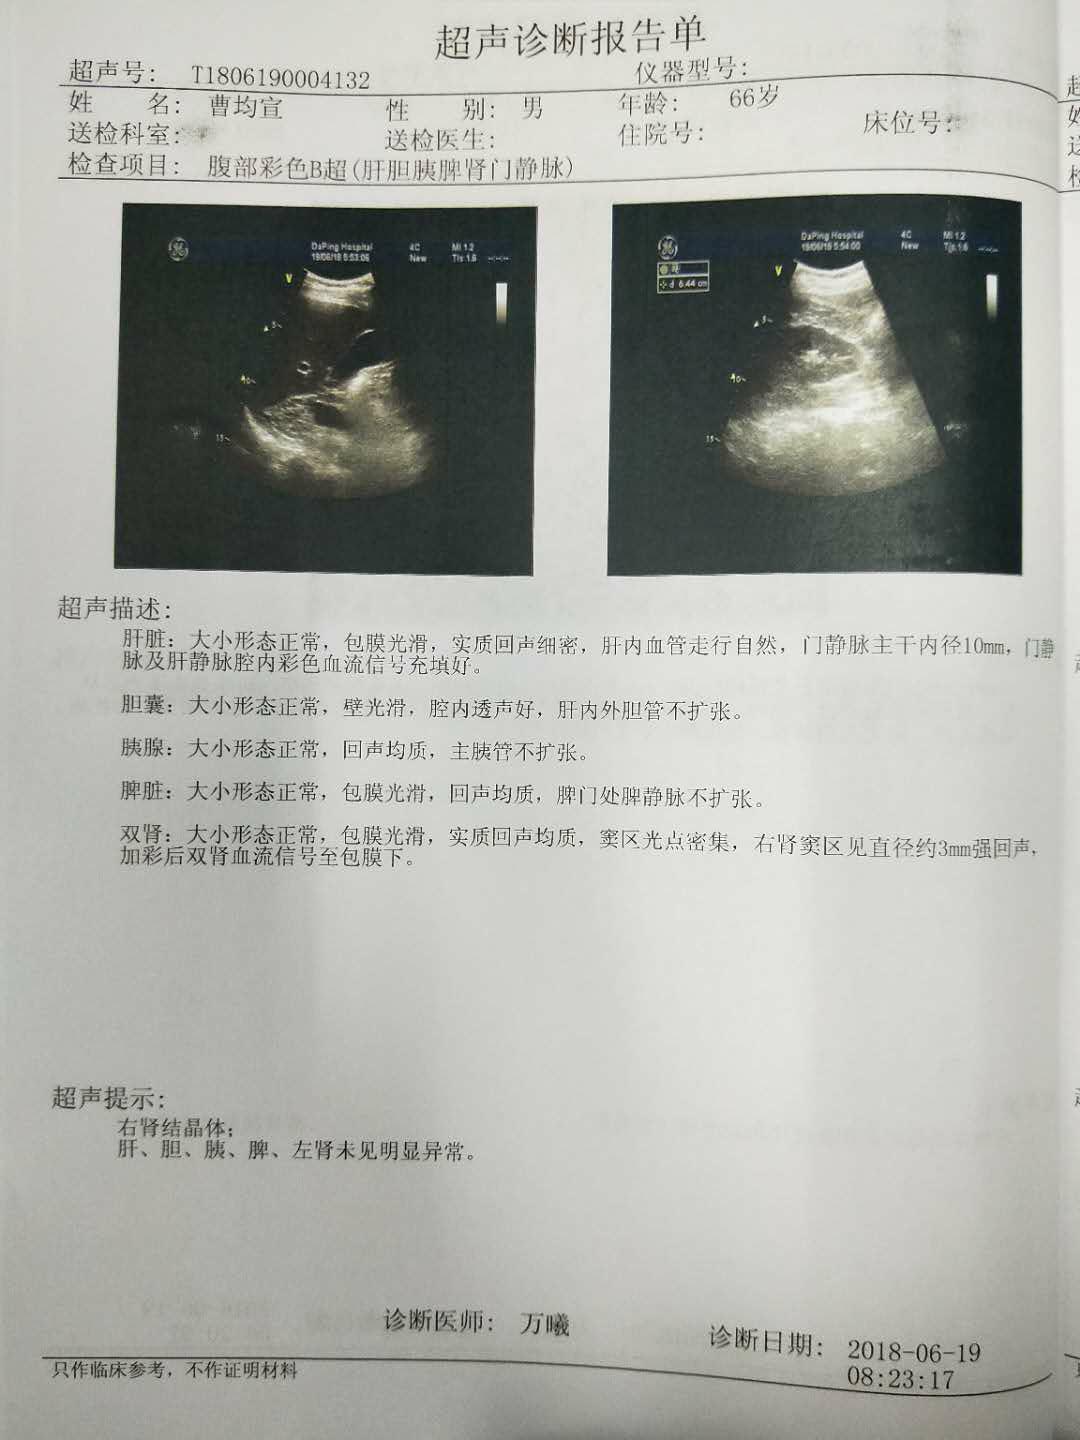 超声诊断报告单
超声号: T1806190004132 仪器型号:
姓 名: 曹均宣 性 别: 男 年龄: 66岁
送检科室: 送检医生: 住院号: 床位号:
检查项目: 腹部彩色B超(肝胆胰脾肾门静脉)
DaPing Hospital 4C MI 1.2
19/06/18 5:53:06 New TIs 1.6
V
5
10
15
DaPing Hospital 4C MI 1.2
19/06/18 5:54:00 New TIs 1.6
d 6.44 cm
V
5
10
15
超声描述:
肝脏: 大小形态正常, 包膜光滑, 实质回声细密, 肝内血管走行自然, 门静脉主干内径10mm, 门静
脉及肝静脉腔内彩色血流信号充填好。
胆囊: 大小形态正常, 壁光滑, 腔内透声好, 肝内外胆管不扩张。
胰腺: 大小形态正常, 回声均质, 主胰管不扩张。
脾脏: 大小形态正常, 包膜光滑, 回声均质, 脾门处脾静脉不扩张。
双肾: 大小形态正常, 包膜光滑, 实质回声均质, 窦区光点密集, 右肾窦区见直径约3mm强回声,
加彩后双肾血流信号至包膜下。
超声提示:
右肾结晶体;
肝、胆、胰、脾、左肾未见明显异常。
诊断医师: 万曦
诊断日期: 2018-06-19
08:23:17
只作临床参考, 不作证明材料